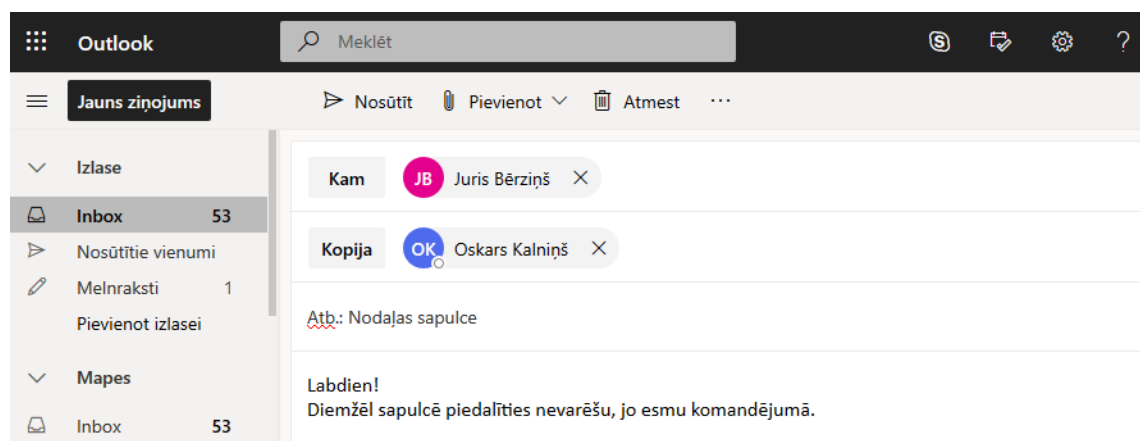 Outlook
Meklēt
?
Jauns ziņojums
Nosūtīt Pievienot Atmest ...
Izlase
Inbox 53
Nosūtītie vienumi
Melnraksti 1
Pievienot izlasei
Mapes
Inbox 53
Kam JB Juris Bērziņš
Kopija OK Oskars Kalniņš
Atb.: Nodaļas sapulce
Labdien!
Diemžēl sapulcē piedalīties nevarēšu, jo esmu komandējumā.